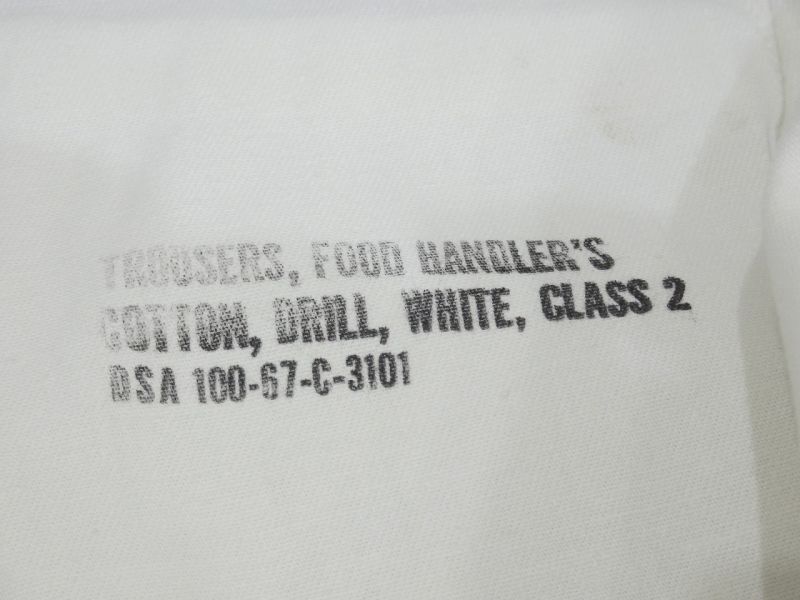 TROUSERS, FOOD HANDLER'S
COTTON, DRILL, WHITE, CLASS 2
DSA 100-67-C-3101